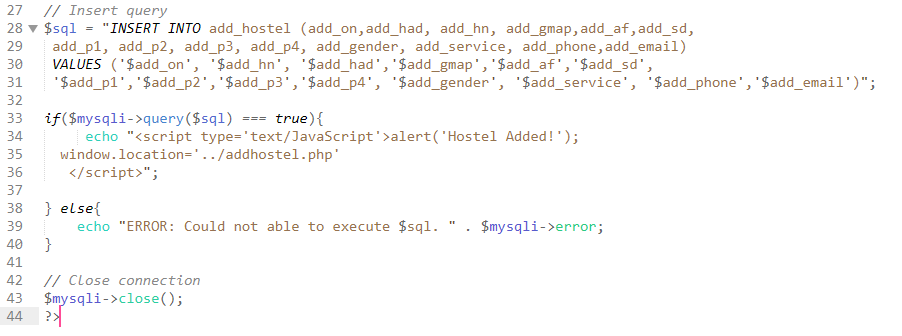 27 // Insert query
28 $sql = "INSERT INTO add_hostel (add_on,add_had, add_hn, add_gmap,add_af,add_sd,
29 add_p1, add_p2, add_p3, add_p4, add_gender, add_service, add_phone,add_email)
30 VALUES ('$add_on', '$add_hn', '$add_had','$add_gmap','$add_af','$add_sd',
31 '$add_p1','$add_p2','$add_p3','$add_p4', '$add_gender', '$add_service', '$add_phone','$add_email')";
32
33 if($mysqli->query($sql) === true){
34 echo "<script type='text/JavaScript'>alert('Hostel Added!');
35 window.location='../addhostel.php'
36 </script>";
37
38 } else{
39 echo "ERROR: Could not able to execute $sql. " . $mysqli->error;
40 }
41
42 // Close connection
43 $mysqli->close();
44 ?>